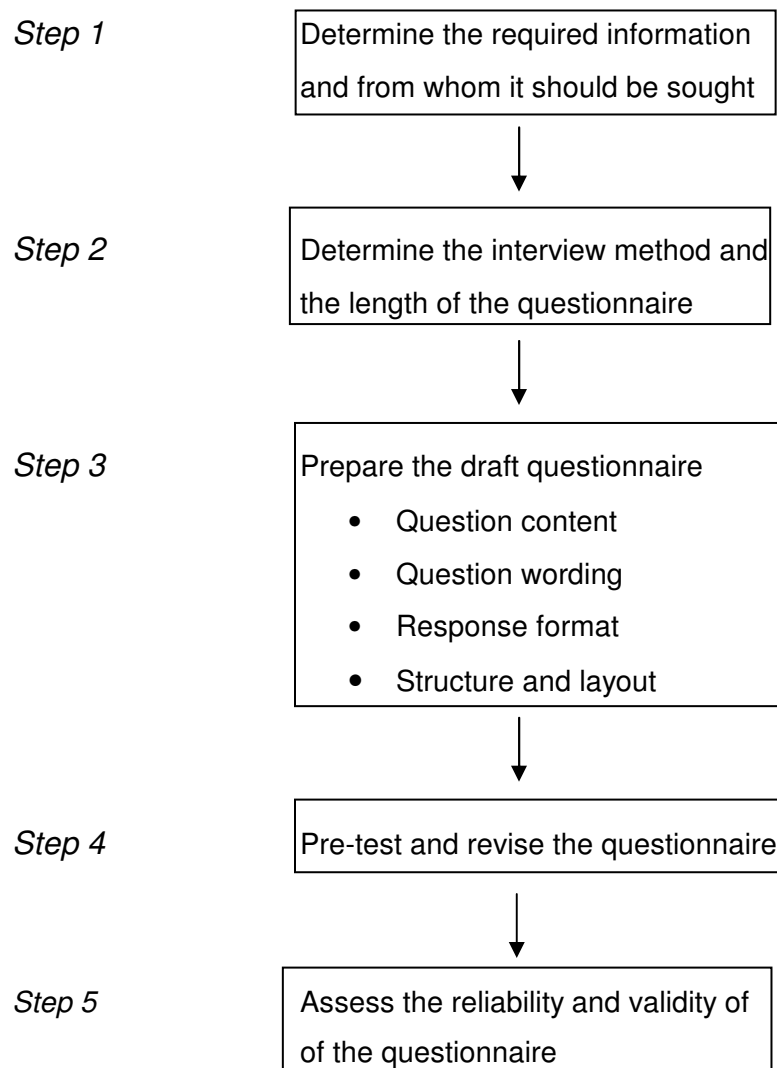 Step 1
Determine the required information
and from whom it should be sought
Step 2
Determine the interview method and
the length of the questionnaire
Step 3
Prepare the draft questionnaire
• Question content
• Question wording
• Response format
• Structure and layout
Step 4
Pre-test and revise the questionnaire
Step 5
Assess the reliability and validity of
of the questionnaire